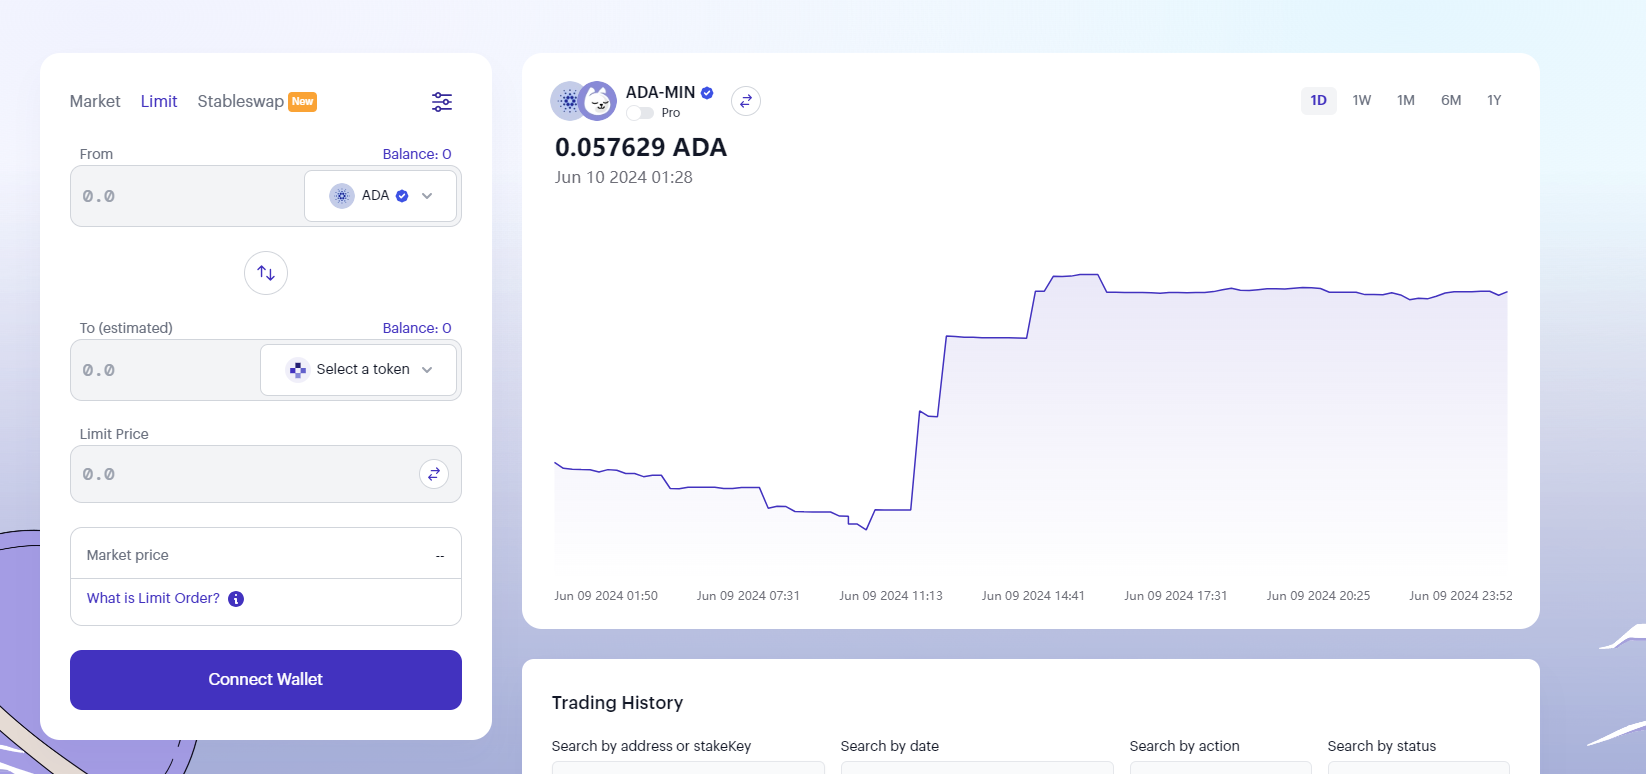 Market Limit Stableswap New
From Balance: 0
0.0 ADA
To (estimated) Balance: 0
0.0 Select a token
Limit Price
0.0
Market price --
What is Limit Order?
Connect Wallet
ADA-MIN
Pro
1D 1W 1M 6M 1Y
0.057629 ADA
Jun 10 2024 01:28
Jun 09 2024 01:50 Jun 09 2024 07:31 Jun 09 2024 11:13 Jun 09 2024 14:41 Jun 09 2024 17:31 Jun 09 2024 20:25 Jun 09 2024 23:52
Trading History
Search by address or stakeKey Search by date Search by action Search by status